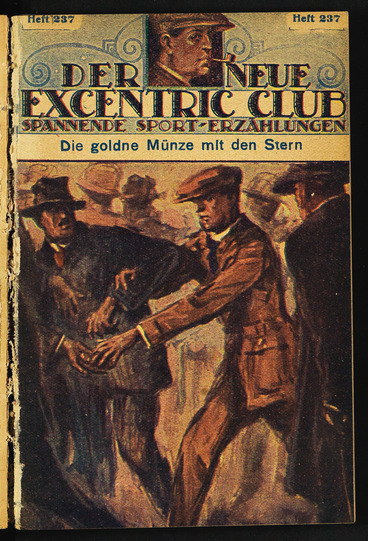 Heft 237
Heft 237
DER NEUE
EXCENTRIC CLUB
SPANNENDE SPORT-ERZÄHLUNGEN
Die goldne Münze mit den Stern